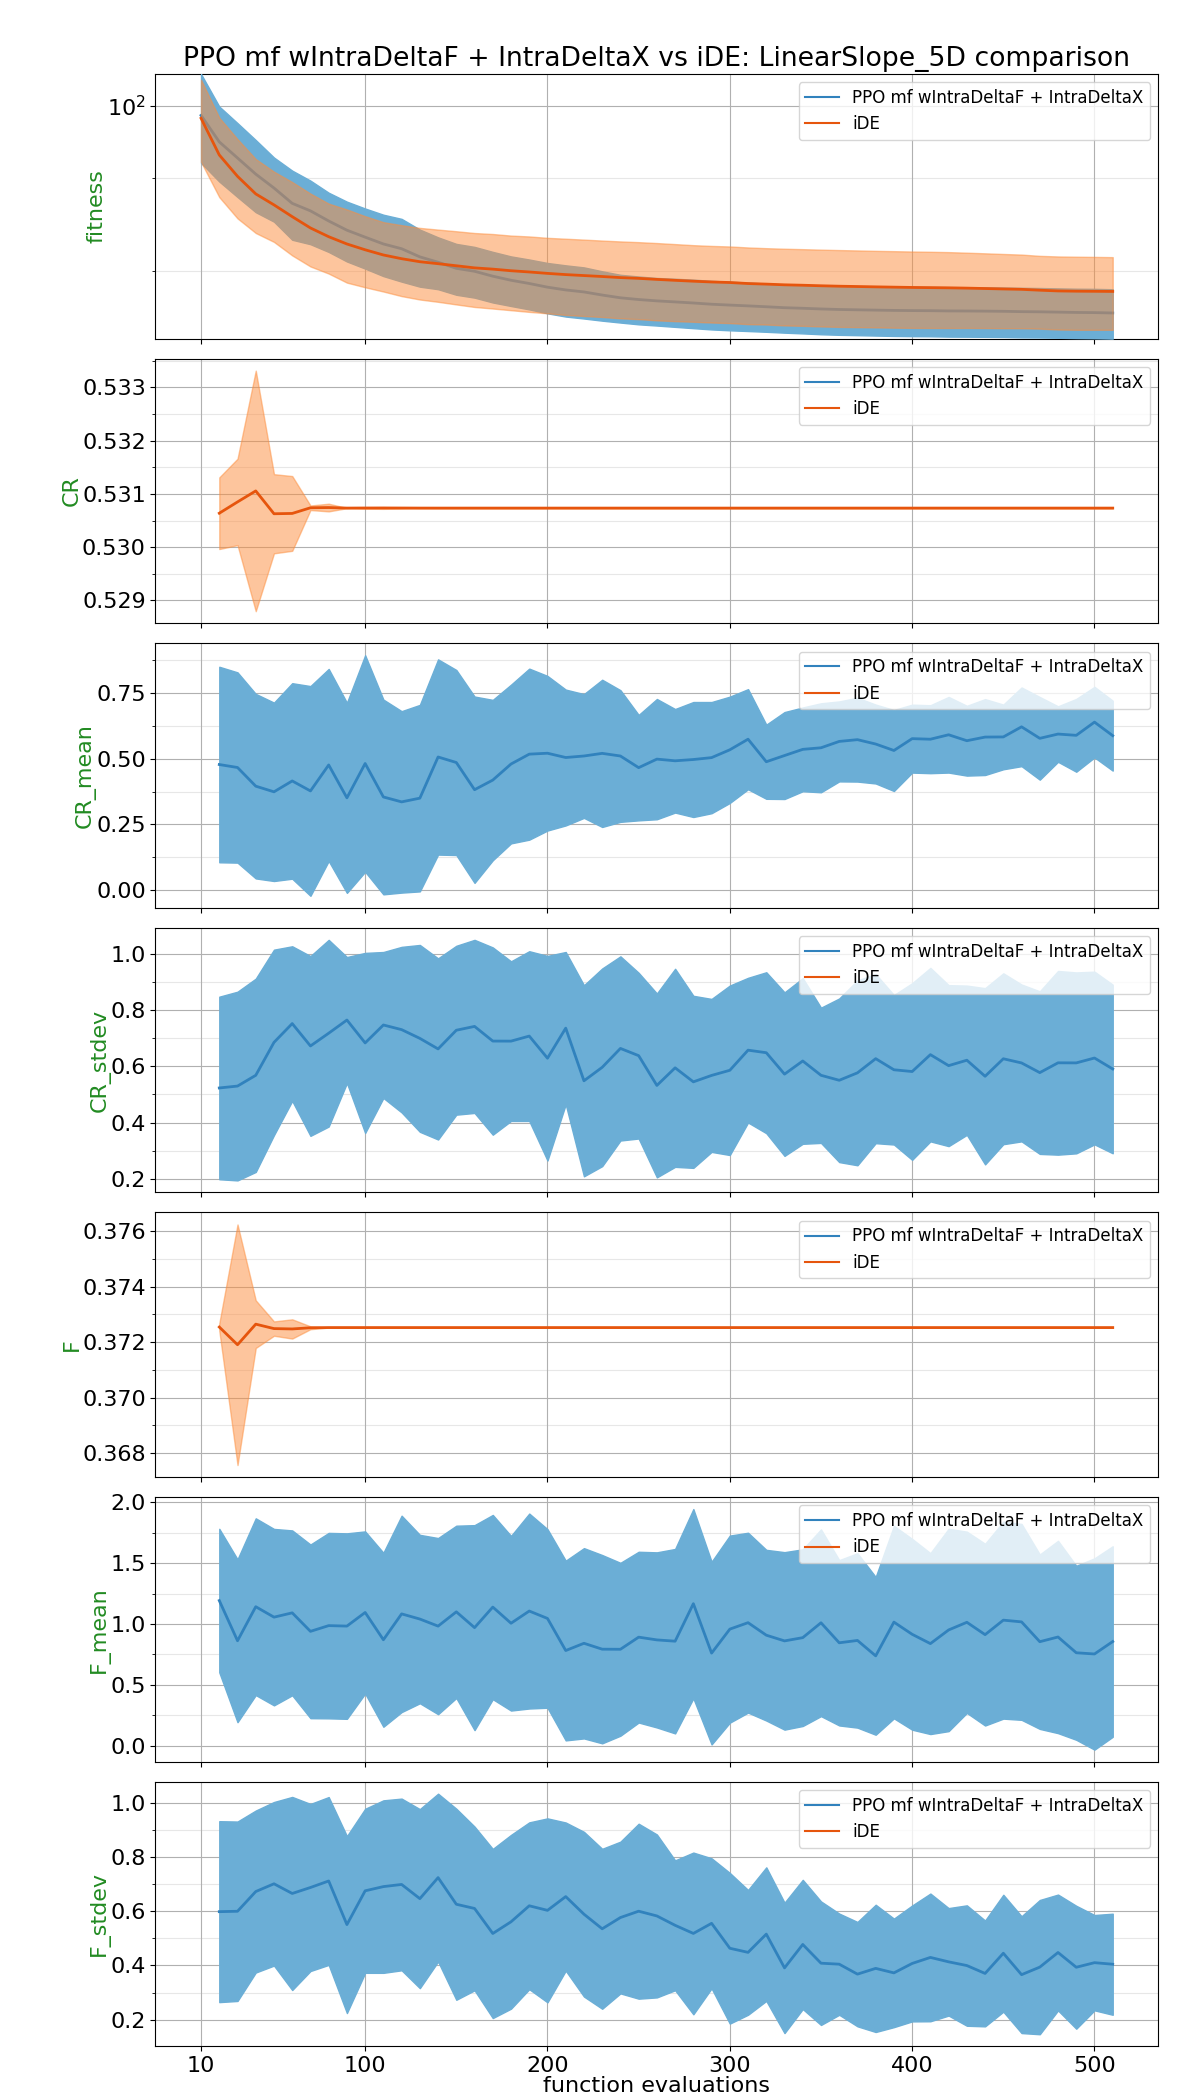 PPO mf wIntraDeltaF + IntraDeltaX vs iDE: LinearSlope_5D comparison
10²
fitness
PPO mf wIntraDeltaF + IntraDeltaX
iDE
0.533
0.532
0.531
0.530
0.529
CR
PPO mf wIntraDeltaF + IntraDeltaX
iDE
0.75
0.50
0.25
0.00
CR_mean
PPO mf wIntraDeltaF + IntraDeltaX
iDE
1.0
0.8
0.6
0.4
0.2
CR_stdev
PPO mf wIntraDeltaF + IntraDeltaX
iDE
0.376
0.374
0.372
0.370
0.368
F
PPO mf wIntraDeltaF + IntraDeltaX
iDE
2.0
1.5
1.0
0.5
0.0
F_mean
PPO mf wIntraDeltaF + IntraDeltaX
iDE
1.0
0.8
0.6
0.4
0.2
F_stdev
PPO mf wIntraDeltaF + IntraDeltaX
iDE
10 100 200 300 400 500
function evaluations